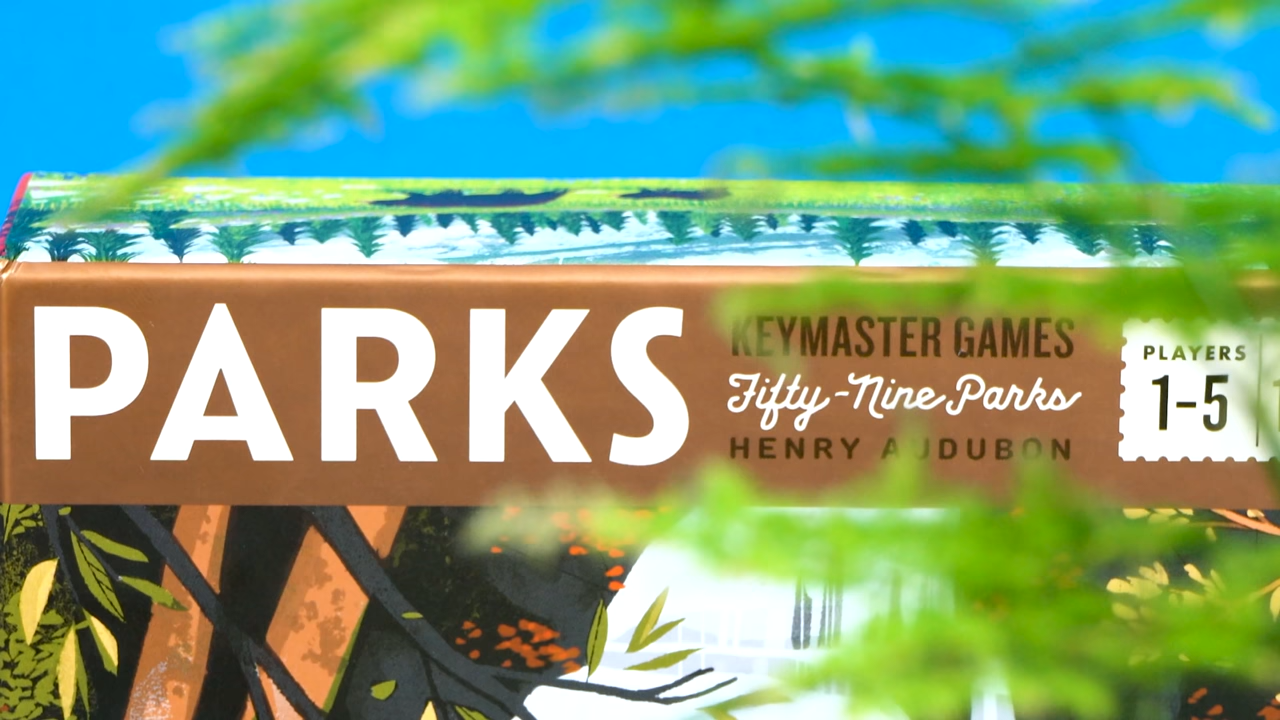 PARKS
KEYMASTER GAMES
Fifty-Nine Parks
HENRY AUDUBON
PLAYERS
1-5